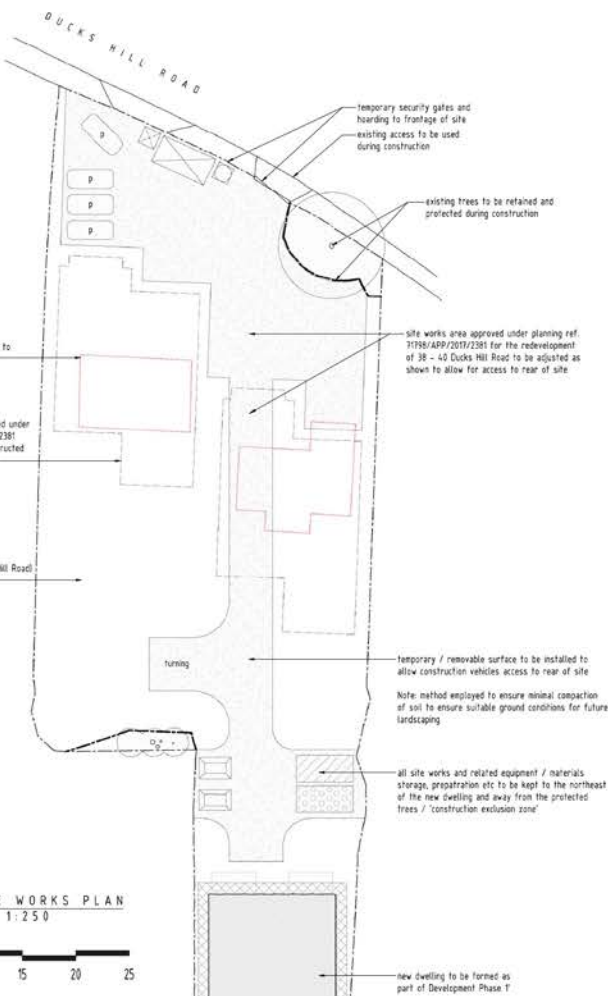 DUCKS HILL ROAD
temporary security gates and
hoarding to frontage of site
existing access to be used
during construction
P
P
P
P
existing trees to be retained and
protected during construction
to
site works area approved under planning ref.
71798/APP/2017/2381 for the redevelopment
of 38 - 40 Ducks Hill Road to be adjusted as
shown to allow for access to rear of site
under
2381
ructed
Hill Road)
turning
temporary / removable surface to be installed to
allow construction vehicles access to rear of site
Note: method employed to ensure minimal compaction
of soil to ensure suitable ground conditions for future
landscaping
all site works and related equipment / materials
storage, prepatration etc to be kept to the northeast
of the new dwelling and away from the protected
trees / 'construction exclusion zone'
WORKS PLAN
1:250
15 20 25
new dwelling to be formed as
part of Development Phase 1'